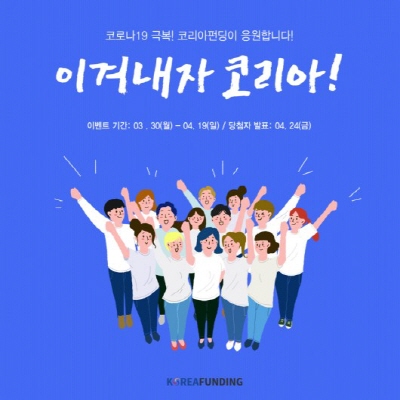 코로나19 극복! 코리아펀딩이 응원합니다!
이겨내자 코리아!
이벤트 기간: 03 . 30(월) – 04. 19(일) / 당첨자 발표: 04. 24(금)
KOREAFUNDING